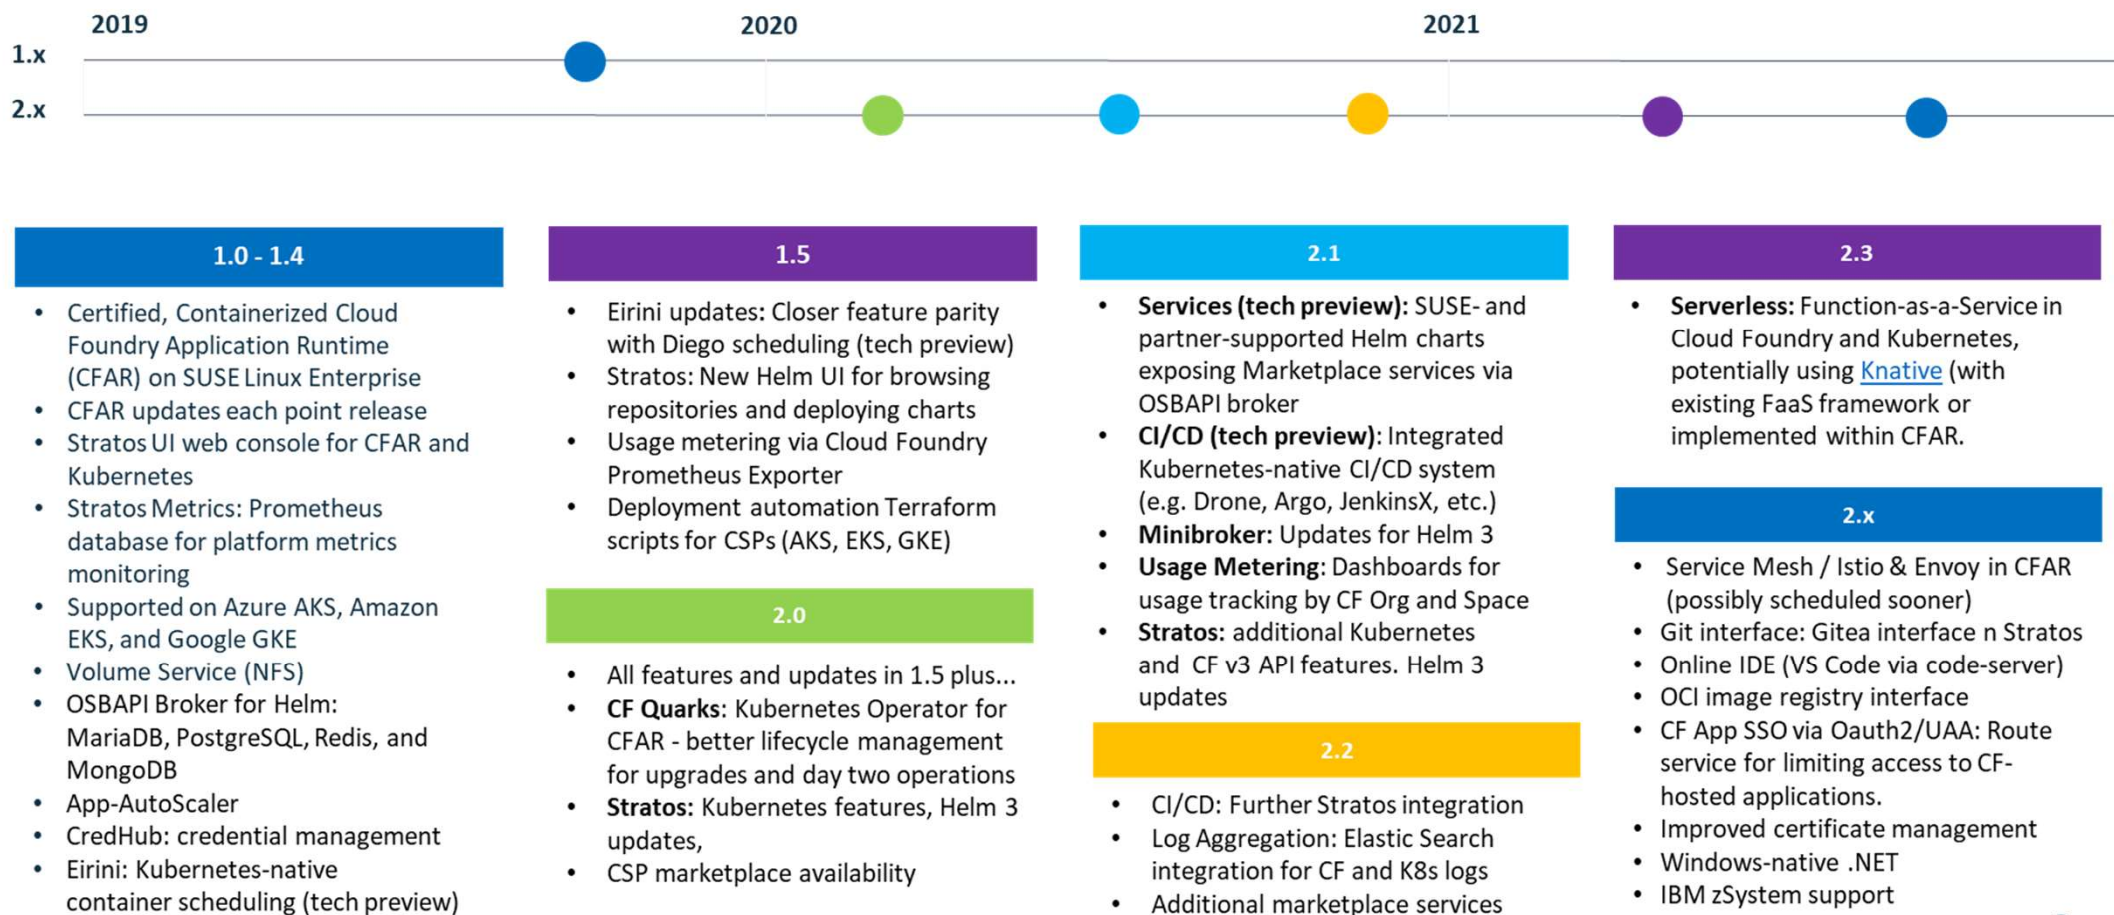 2019
2020
2021
1.x
2.x
1.0 - 1.4
• Certified, Containerized Cloud
Foundry Application Runtime
(CFAR) on SUSE Linux Enterprise
• CFAR updates each point release
• Stratos UI web console for CFAR and
Kubernetes
• Stratos Metrics: Prometheus
database for platform metrics
monitoring
• Supported on Azure AKS, Amazon
EKS, and Google GKE
• Volume Service (NFS)
• OSBAPI Broker for Helm:
MariaDB, PostgreSQL, Redis, and
MongoDB
• App-AutoScaler
• CredHub: credential management
• Eirini: Kubernetes-native
container scheduling (tech preview)
1.5
• Eirini updates: Closer feature parity
with Diego scheduling (tech preview)
• Stratos: New Helm UI for browsing
repositories and deploying charts
• Usage metering via Cloud Foundry
Prometheus Exporter
• Deployment automation Terraform
scripts for CSPs (AKS, EKS, GKE)
2.0
• All features and updates in 1.5 plus...
• CF Quarks: Kubernetes Operator for
CFAR - better lifecycle management
for upgrades and day two operations
• Stratos: Kubernetes features, Helm 3
updates,
• CSP marketplace availability
2.1
• Services (tech preview): SUSE- and
partner-supported Helm charts
exposing Marketplace services via
OSBAPI broker
• CI/CD (tech preview): Integrated
Kubernetes-native CI/CD system
(e.g. Drone, Argo, JenkinsX, etc.)
• Minibroker: Updates for Helm 3
• Usage Metering: Dashboards for
usage tracking by CF Org and Space
• Stratos: additional Kubernetes
and CF v3 API features. Helm 3
updates
2.2
• CI/CD: Further Stratos integration
• Log Aggregation: Elastic Search
integration for CF and K8s logs
• Additional marketplace services
2.3
• Serverless: Function-as-a-Service in
Cloud Foundry and Kubernetes,
potentially using Knative (with
existing FaaS framework or
implemented within CFAR.
2.x
• Service Mesh / Istio & Envoy in CFAR
(possibly scheduled sooner)
• Git interface: Gitea interface n Stratos
• Online IDE (VS Code via code-server)
• OCI image registry interface
• CF App SSO via Oauth2/UAA: Route
service for limiting access to CF-
hosted applications.
• Improved certificate management
• Windows-native .NET
• IBM zSystem support